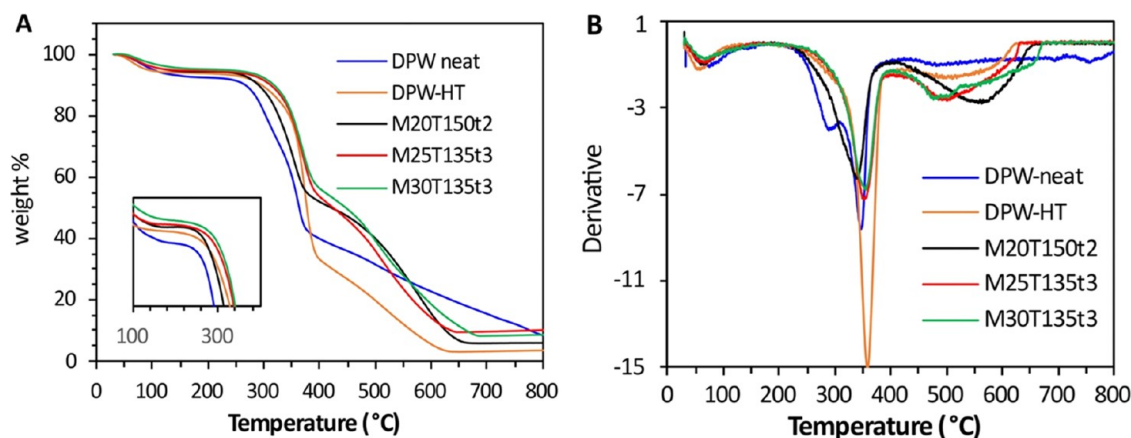 A
100
80
60
40
20
0
weight %
DPW neat
DPW-HT
M20T150t2
M25T135t3
M30T135t3
100 300
0 100 200 300 400 500 600 700 800
Temperature (°C)
B
1
-3
-7
-11
-15
Derivative
DPW-neat
DPW-HT
M20T150t2
M25T135t3
M30T135t3
0 100 200 300 400 500 600 700 800
Temperature (°C)